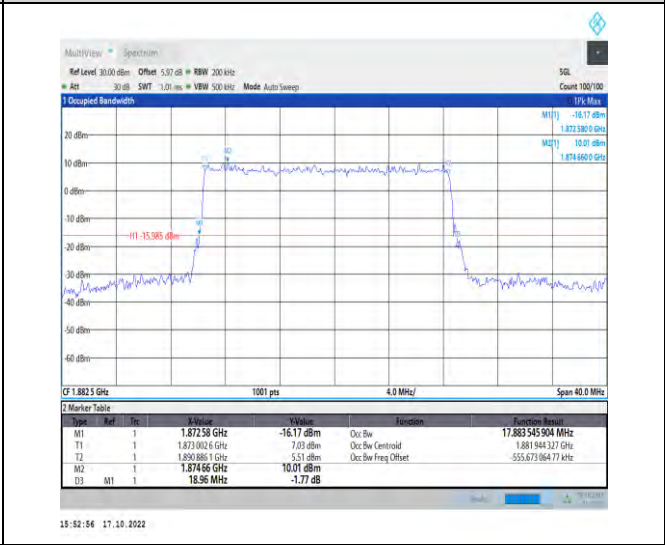 MultiView Spectrum
Ref Level 30.00 dBm Offset 5.97 dB RBW 200 kHz SGL
Att 30 dB SWT 1.01 ms VBW 500 kHz Mode Auto Sweep Count 100/100
1 Occupied Bandwidth 1Pk Max
M1[1] -16.17 dBm
1.872 580 0 GHz
M2[1] 10.01 dBm
1.874 660 0 GHz
20 dBm
10 dBm
0 dBm
-10 dBm
H1 -15.985 dBm
-20 dBm
-30 dBm
-40 dBm
-50 dBm
-60 dBm
CF 1.882 5 GHz 1001 pts 4.0 MHz/ Span 40.0 MHz
2 Marker Table
Type Ref Trc X-Value Y-Value Function Function Result
M1 1 1.872 58 GHz -16.17 dBm Occ Bw 17.883 545 904 MHz
T1 1 1.873 002 6 GHz 7.03 dBm Occ Bw Centroid 1.881 944 327 GHz
T2 1 1.890 886 1 GHz 5.51 dBm Occ Bw Freq Offset -555.673 064 77 kHz
M2 1 1.874 66 GHz 10.01 dBm
D3 M1 1 18.96 MHz -1.77 dB
15:52:56 17.10.2022